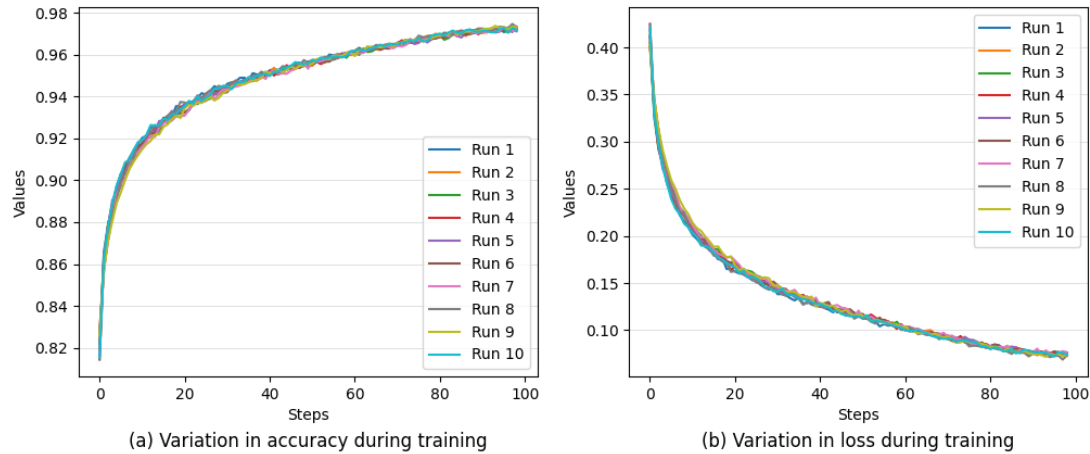 0.98
0.96
0.94
0.92
0.90
0.88
0.86
0.84
0.82
Values
0 20 40 60 80 100
Steps
Run 1
Run 2
Run 3
Run 4
Run 5
Run 6
Run 7
Run 8
Run 9
Run 10
(a) Variation in accuracy during training
0.40
0.35
0.30
0.25
0.20
0.15
0.10
Values
0 20 40 60 80 100
Steps
Run 1
Run 2
Run 3
Run 4
Run 5
Run 6
Run 7
Run 8
Run 9
Run 10
(b) Variation in loss during training